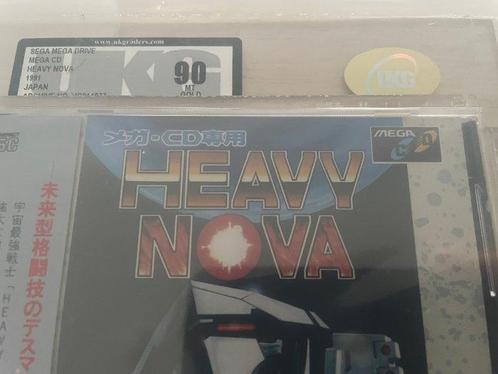 www.ukgraders.com
SEGA MEGA DRIVE
MEGA CD
HEAVY NOVA
1991
JAPAN
UKG
90
MT
GOLD
UKG
メガ・CD専用
MEGA
CD
HEAVY
NOVA
未来型格闘技のデスマ
宇宙最強戦士「HEAVY